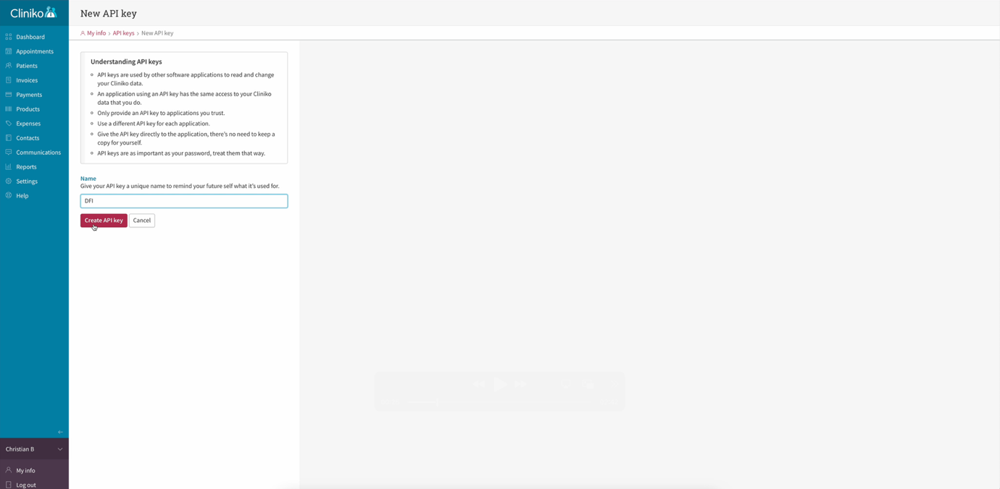 Cliniko
New API key
My info > API keys > New API key
Dashboard
Appointments
Patients
Invoices
Payments
Products
Expenses
Contacts
Communications
Reports
Settings
Help
Understanding API keys
API keys are used by other software applications to read and change
your Cliniko data.
An application using an API key has the same access to your Cliniko
data that you do.
Only provide an API key to applications you trust.
Use a different API key for each application.
Give the API key directly to the application, there's no need to keep a
copy for yourself.
API keys are as important as your password, treat them that way.
Name
Give your API key a unique name to remind your future self what it's used for.
DFI
Create API key
Cancel
Christian B
My info
Log out